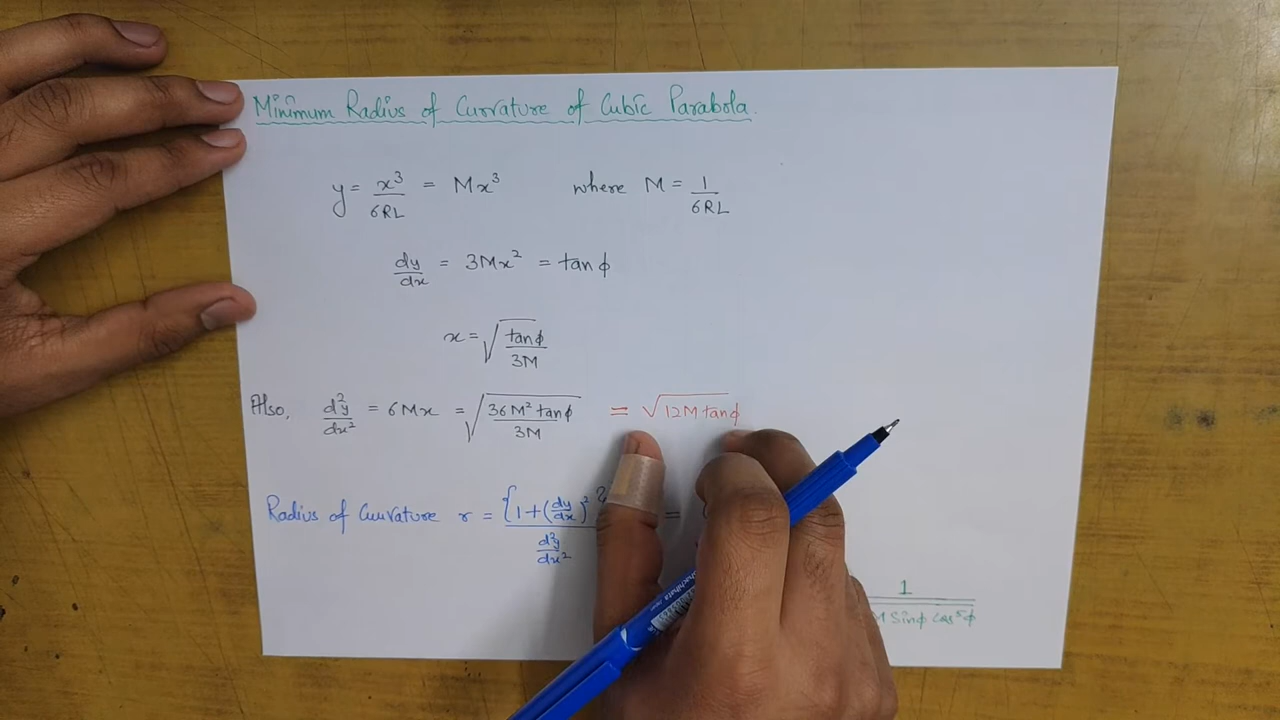 Minimum Radius of Curvature of Cubic Parabola.
y = x³/6RL = Mx³ where M = 1/6RL
dy/dx = 3Mx² = tanϕ
x = √(tanϕ/3M)
Also, d²y/dx² = 6Mx = √(36M² tanϕ/3M) = √12M tanϕ
Radius of Curvature r = {1+(dy/dx)² / d²y/dx² =
1 / M Sinϕ cos⁵ϕ